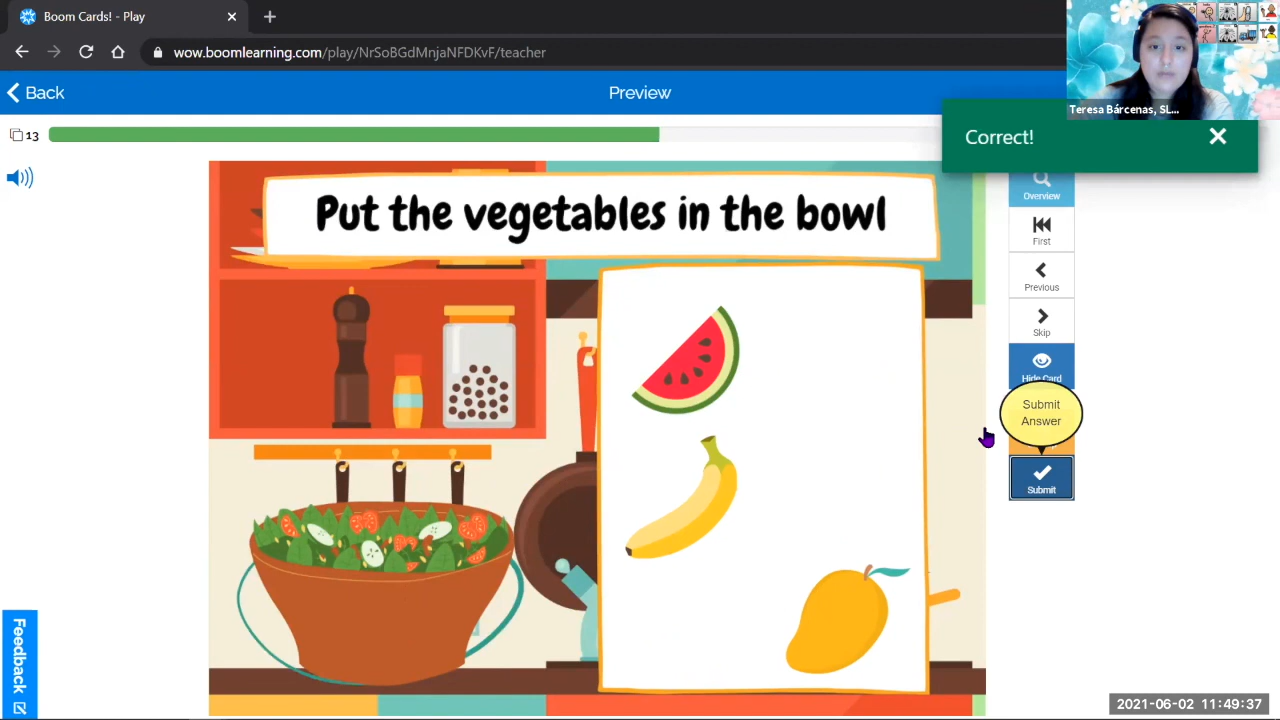 Boom Cards! - Play
wow.boomlearning.com/play/NrSoBGdMnjaNFDKvF/teacher
Back
Preview
Teresa Bárcenas, SL...
13
Correct!
Put the vegetables in the bowl
Overview
First
Previous
Skip
Hide Card
Submit
Answer
Submit
Feedback
2021-06-02 11:49:37